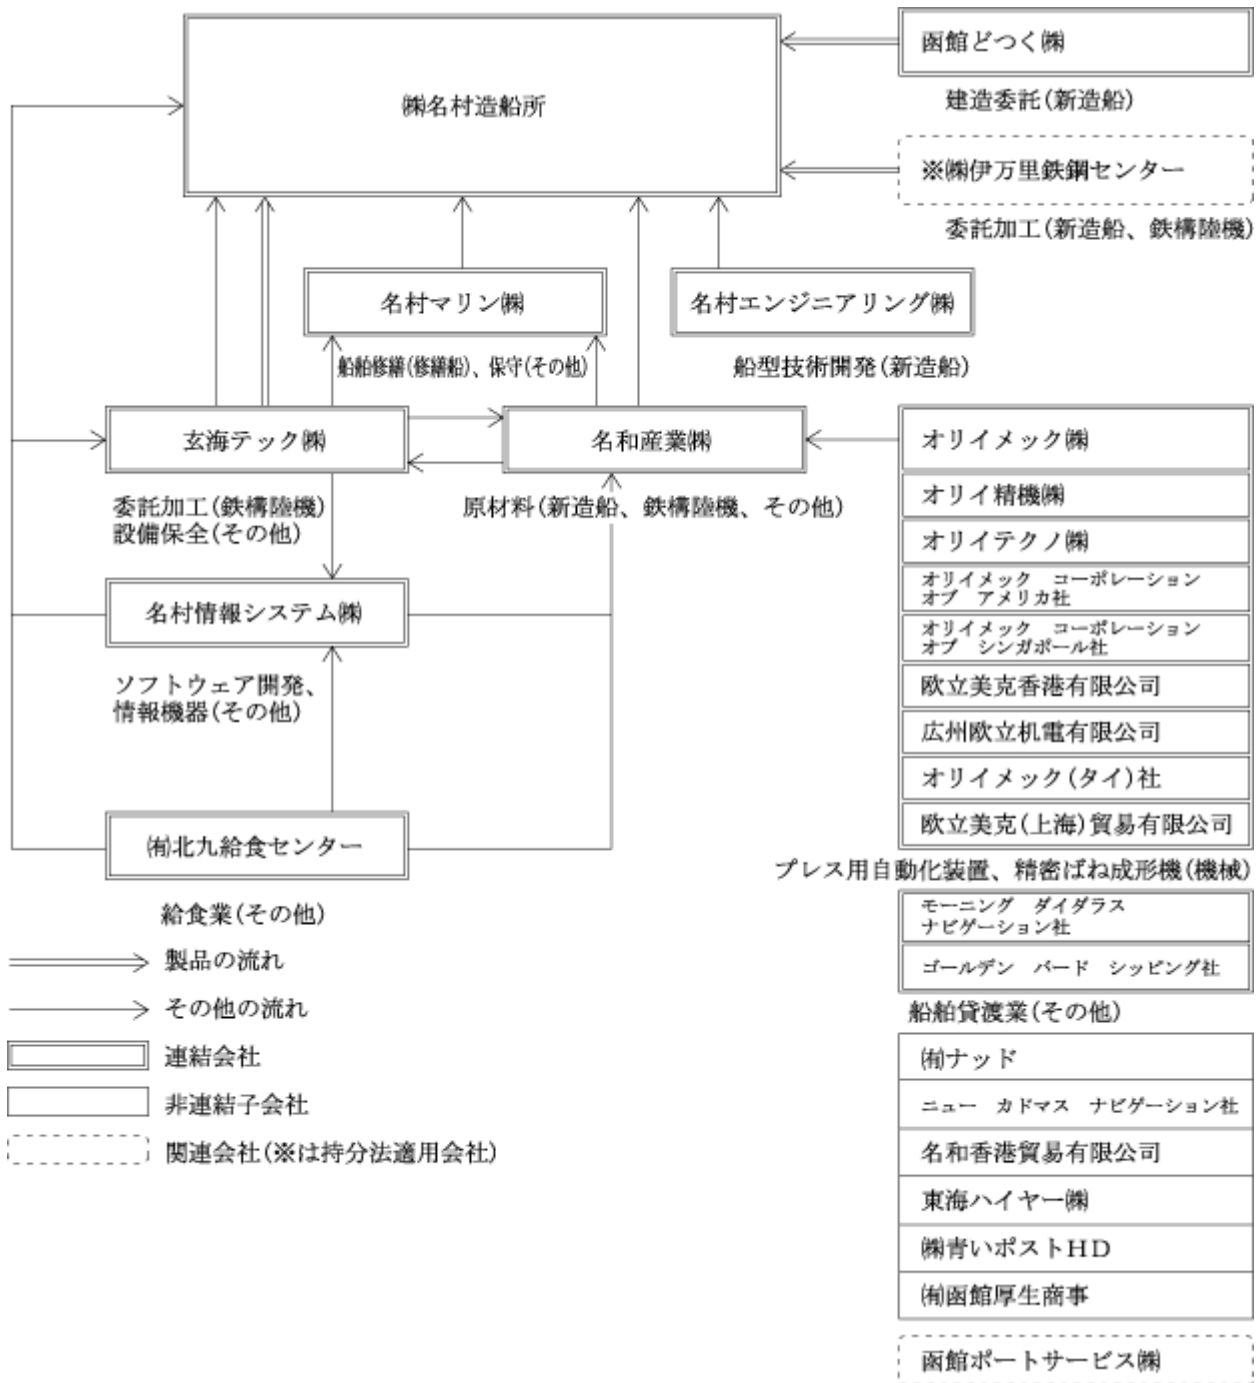 ㈱名村造船所
函館どつく㈱
建造委託(新造船)
※㈱伊万里鉄鋼センター
委託加工(新造船、鉄構陸機)
名村マリン㈱
船舶修繕(修繕船)、保守(その他)
名村エンジニアリング㈱
船型技術開発(新造船)
玄海テック㈱
委託加工(鉄構陸機)
設備保全(その他)
名和産業㈱
原材料(新造船、鉄構陸機、その他)
名村情報システム㈱
ソフトウェア開発、
情報機器(その他)
㈲北九給食センター
給食業(その他)
オリイメック㈱
オリイ精機㈱
オリイテクノ㈱
オリイメック コーポレーション
オブ アメリカ社
オリイメック コーポレーション
オブ シンガポール社
欧立美克香港有限公司
広州欧立机電有限公司
オリイメック(タイ)社
欧立美克(上海)貿易有限公司
プレス用自動化装置、精密ばね成形機(機械)
モーニング ダイダラス
ナビゲーション社
ゴールデン バード シッピング社
船舶貸渡業(その他)
㈲ナッド
ニュー カドマス ナビゲーション社
名和香港貿易有限公司
東海ハイヤー㈱
㈱青いポストHD
㈲函館厚生商事
函館ポートサービス㈱
製品の流れ
その他の流れ
連結会社
非連結子会社
関連会社(※は持分法適用会社)